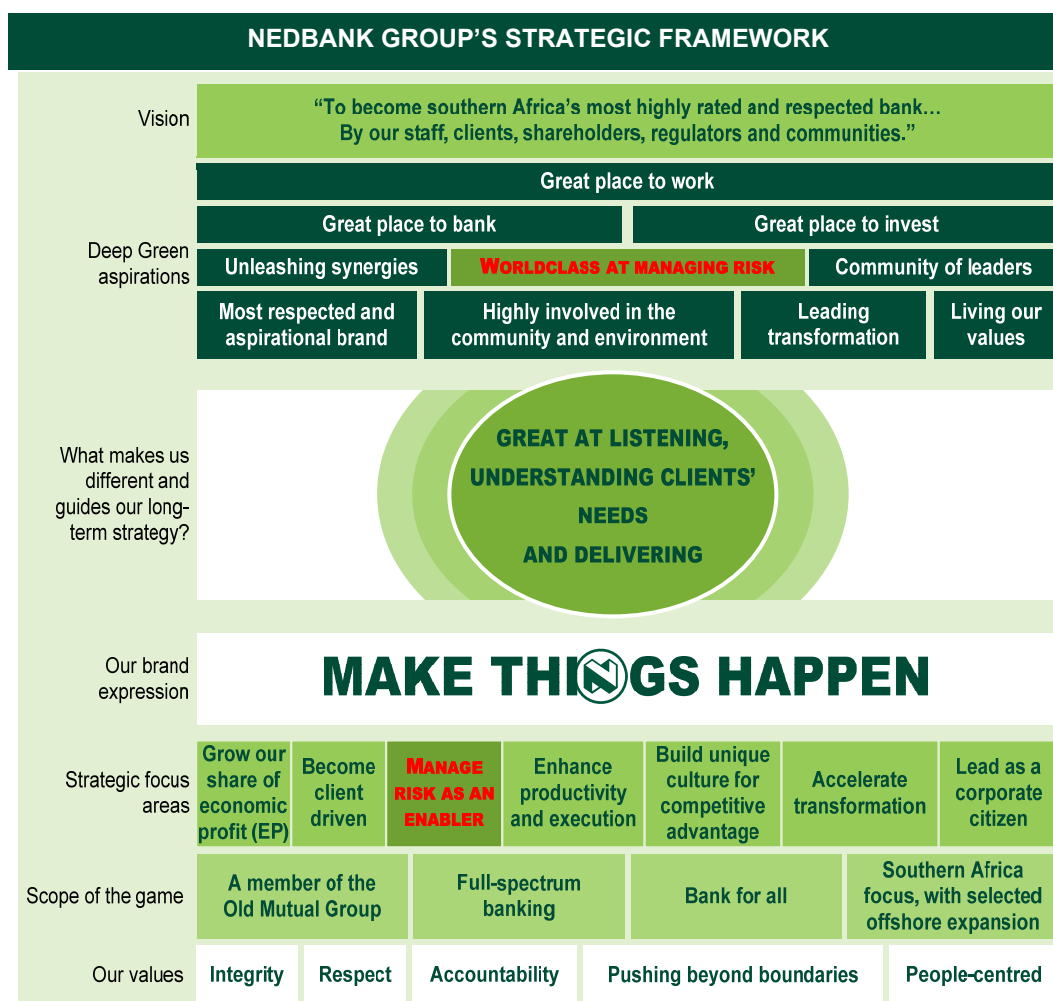 NEDBANK GROUP’S STRATEGIC FRAMEWORK
Vision
“To become southern Africa’s most highly rated and respected bank…
By our staff, clients, shareholders, regulators and communities.”
Deep Green
aspirations
Great place to work
Great place to bank
Great place to invest
Unleashing synergies
WORLDCLASS AT MANAGING RISK
Community of leaders
Most respected and
aspirational brand
Highly involved in the
community and environment
Leading
transformation
Living our
values
What makes us
different and
guides our long-
term strategy?
GREAT AT LISTENING,
UNDERSTANDING CLIENTS’
NEEDS
AND DELIVERING
Our brand
expression
MAKE THINGS HAPPEN
Strategic focus
areas
Grow our
share of
economic
profit (EP)
Become
client
driven
MANAGE
RISK AS AN
ENABLER
Enhance
productivity
and execution
Build unique
culture for
competitive
advantage
Accelerate
transformation
Lead as a
corporate
citizen
Scope of the game
A member of the
Old Mutual Group
Full-spectrum
banking
Bank for all
Southern Africa
focus, with selected
offshore expansion
Our values
Integrity
Respect
Accountability
Pushing beyond boundaries
People-centred